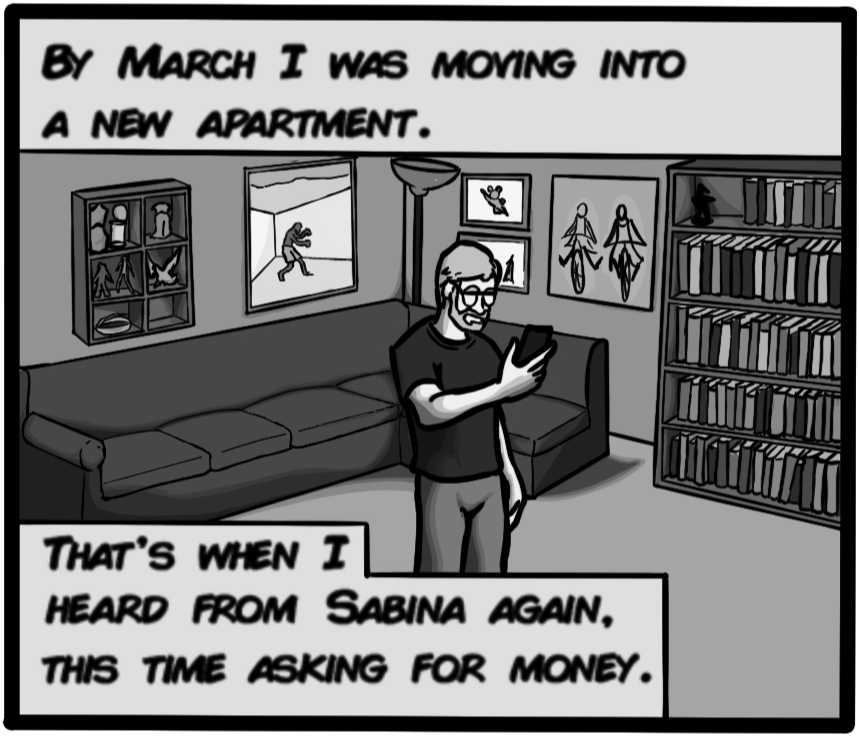 BY MARCH I WAS MOVING INTO
A NEW APARTMENT.
THAT'S WHEN I
HEARD FROM SABINA AGAIN,
THIS TIME ASKING FOR MONEY.